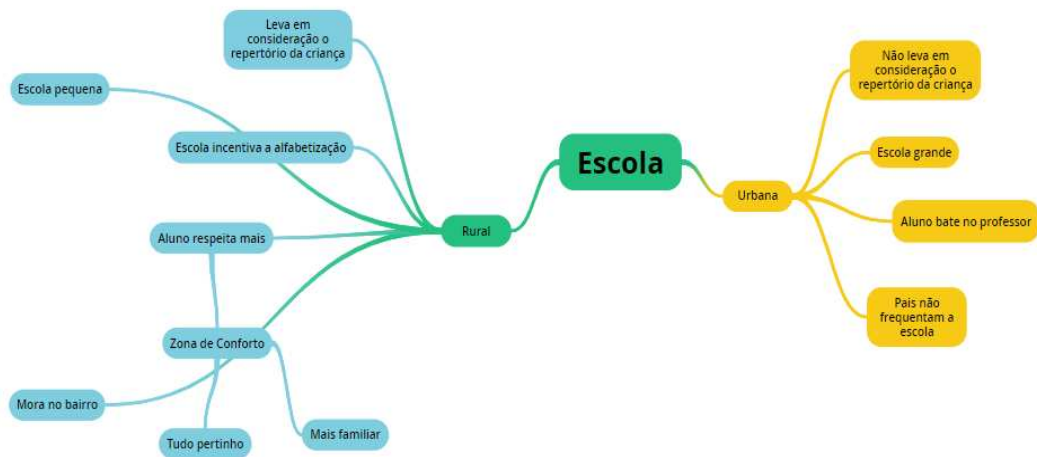 Leva em
consideração o
repertório da criança
Escola pequena
Escola incentiva a alfabetização
Aluno respeita mais
Zona de Conforto
Mora no bairro
Tudo pertinho
Mais familiar
Rural
Escola
Urbana
Não leva em
consideração o
repertório da criança
Escola grande
Aluno bate no professor
Pais não
frequentam a
escola